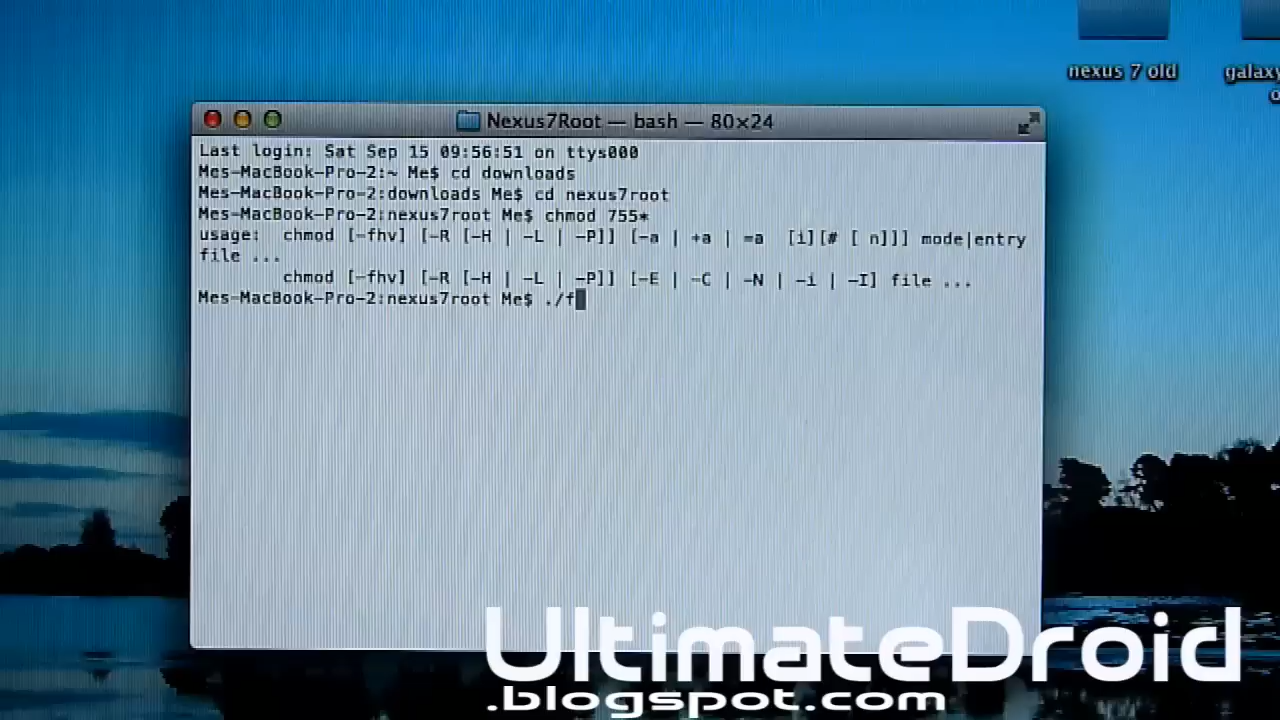 nexus 7 old
galaxy
o
Nexus7Root — bash — 80×24
Last login: Sat Sep 15 09:56:51 on ttys000
Mes-MacBook-Pro-2:~ Me$ cd downloads
Mes-MacBook-Pro-2:downloads Me$ cd nexus7root
Mes-MacBook-Pro-2:nexus7root Me$ chmod 755*
usage:  chmod [-fhv] [-R [-H | -L | -P]] [-a | +a | =a  [i][# [ n]]] mode|entry
file ...
        chmod [-fhv] [-R [-H | -L | -P]] [-E | -C | -N | -i | -I] file ...
Mes-MacBook-Pro-2:nexus7root Me$ ./f
UltimateDroid
.blogspot.com